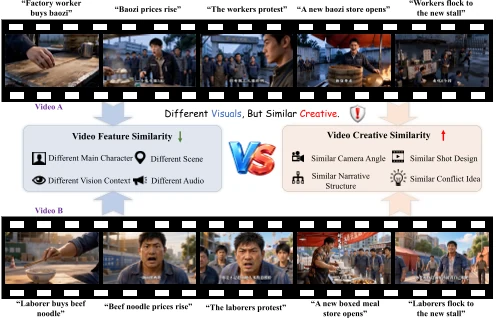 “Factory worker
buys baozi”
“Baozi prices rise”
“The workers protest”
“A new baozi store opens”
“Workers flock to
the new stall”
Video A
Different Visuals, But Similar Creative.
Video Feature Similarity
Different Main Character
Different Scene
Different Vision Context
Different Audio
VS
Video Creative Similarity
Similar Camera Angle
Similar Shot Design
Similar Narrative
Structure
Similar Conflict Idea
Video B
“Laborer buys beef
noodle”
“Beef noodle prices rise”
“The laborers protest”
“A new boxed meal
store opens”
“Laborers flock to
the new stall”